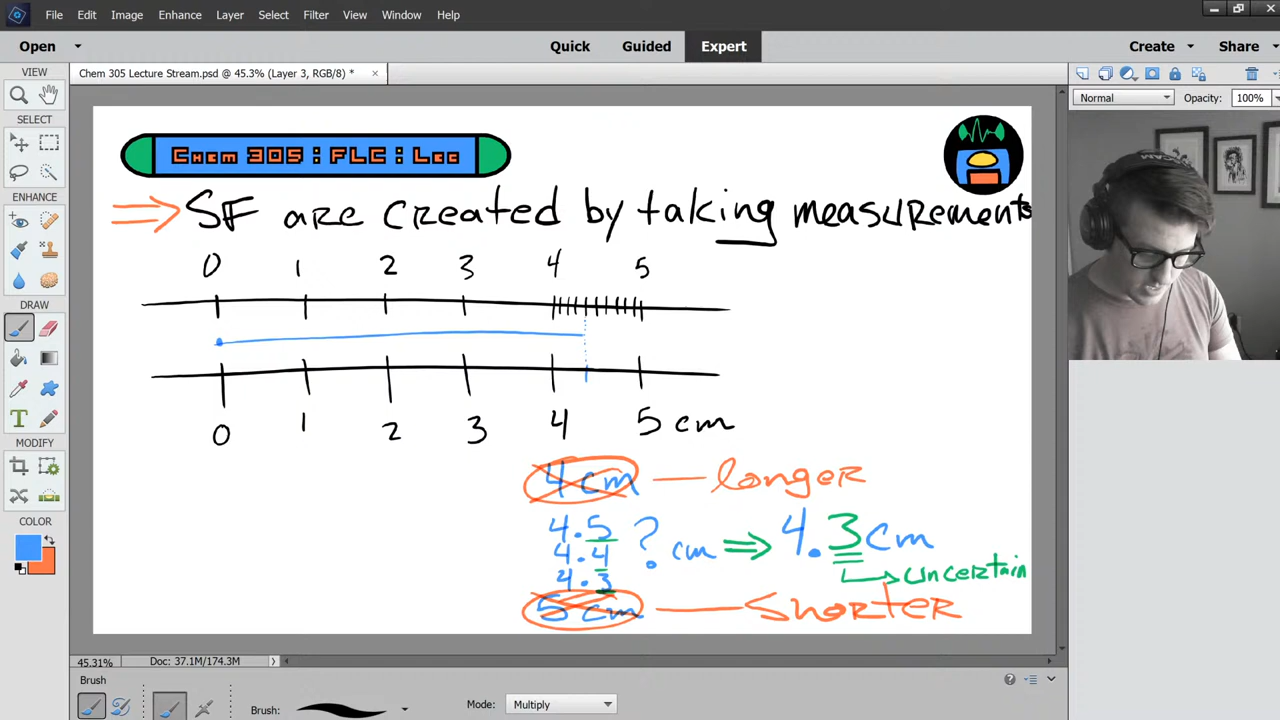 File Edit Image Enhance Layer Select Filter View Window Help
Open Quick Guided Expert Create Share
Chem 305 Lecture Stream.psd @ 45.3% (Layer 3, RGB/8) * ×
Normal Opacity: 100%
VIEW
SELECT
ENHANCE
DRAW
MODIFY
COLOR
Chem 305 : FLC : Lec
⇒ SF are created by taking measurements
0 1 2 3 4 5
0 1 2 3 4 5 cm
4 cm — longer
4.5
4.4 ? cm ⇒ 4.3 cm
4.3
uncertain
5 cm — shorter
45.31% Doc: 37.1M/174.3M
Brush
Brush: Mode: Multiply